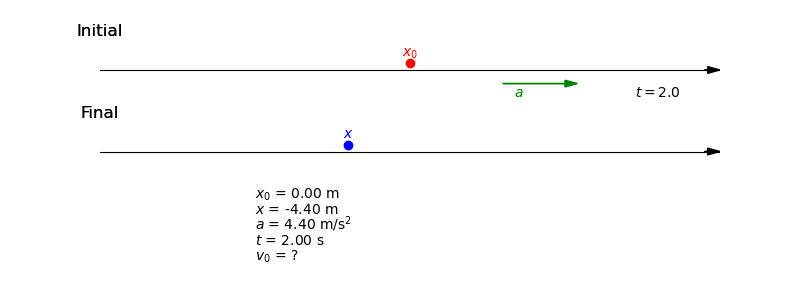 Initial
x₀
a
t = 2.0
Final
x
x₀ = 0.00 m
x = -4.40 m
a = 4.40 m/s²
t = 2.00 s
v₀ = ?